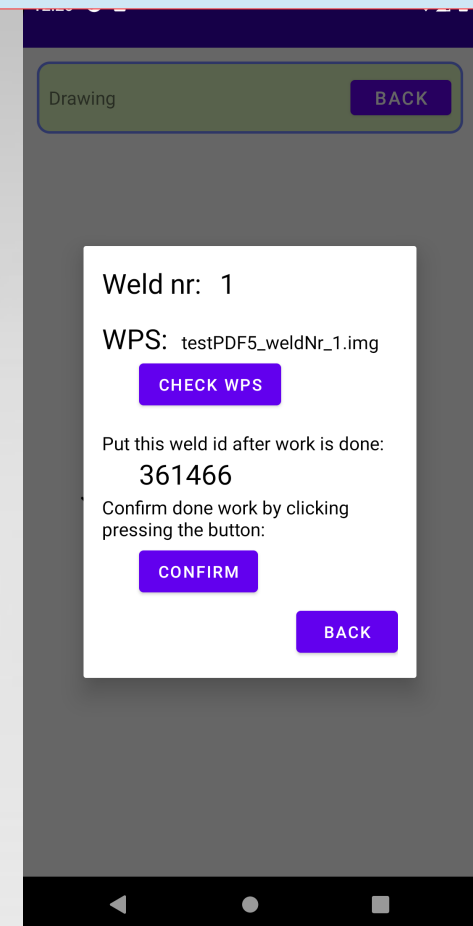 Drawing
BACK
Weld nr: 1
WPS: testPDF5_weldNr_1.img
CHECK WPS
Put this weld id after work is done:
361466
Confirm done work by clicking
pressing the button:
CONFIRM
BACK